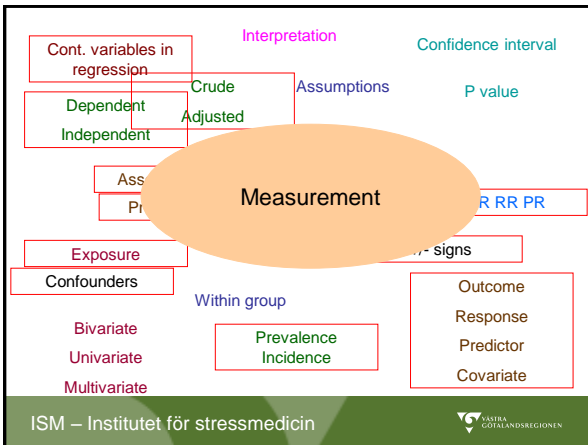 Interpretation
Confidence interval
Cont. variables in
regression
Crude
Assumptions
P value
Dependent
Adjusted
Independent
Measurement
RR PR
signs
Exposure
Confounders
Within group
Outcome
Response
Predictor
Covariate
Bivariate
Univariate
Multivariate
Prevalence
Incidence
ISM – Institutet för stressmedicin
VÄSTRA
GÖTALANDSREGIONEN